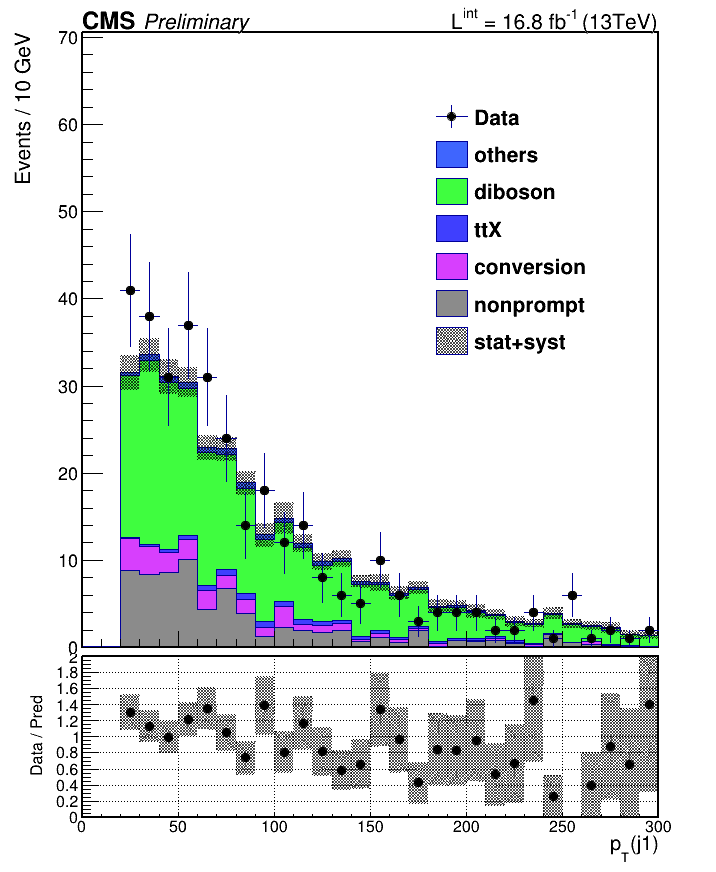 CMS Preliminary
L^int = 16.8 fb^-1 (13TeV)
Events / 10 GeV
70
60
50
40
30
20
10
0
Data
others
diboson
ttX
conversion
nonprompt
stat+syst
Data / Pred
2
1.8
1.6
1.4
1.2
1
0.8
0.6
0.4
0.2
0
0 50 100 150 200 250 300
p_T(j1)